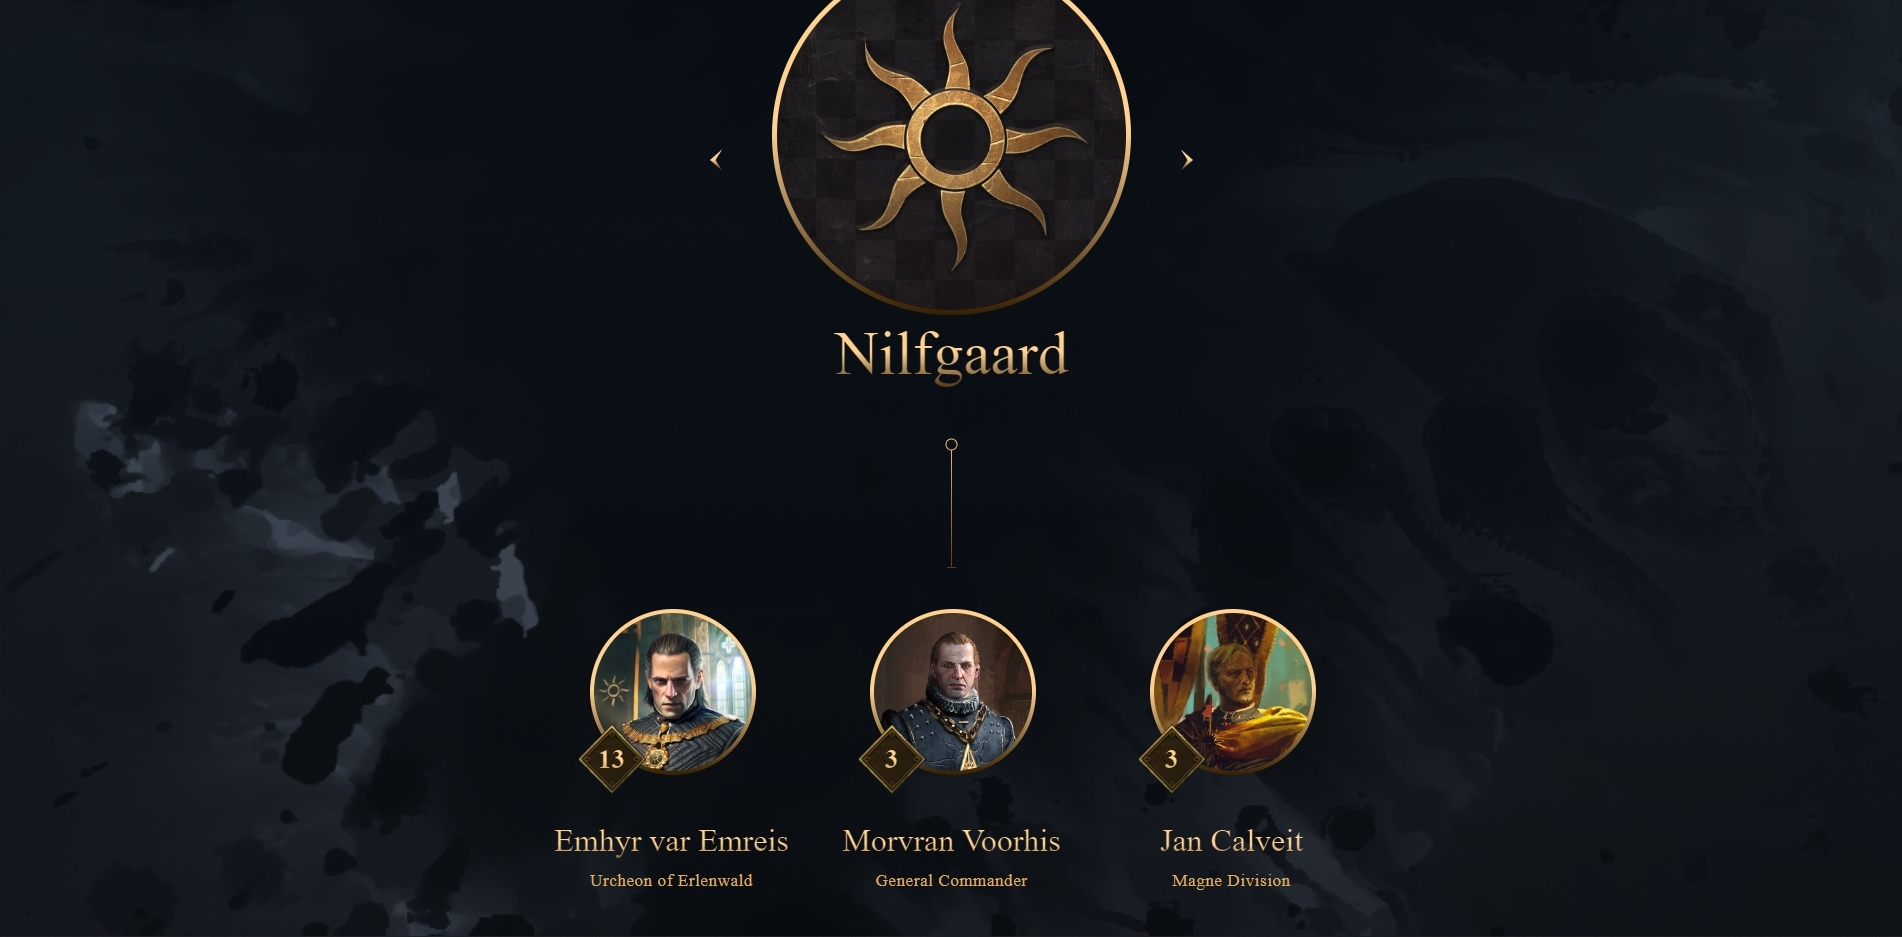 Nilfgaard
13
3
3
Emhyr var Emreis
Morvran Voorhis
Jan Calveit
Urcheon of Erlenwald
General Commander
Magne Division